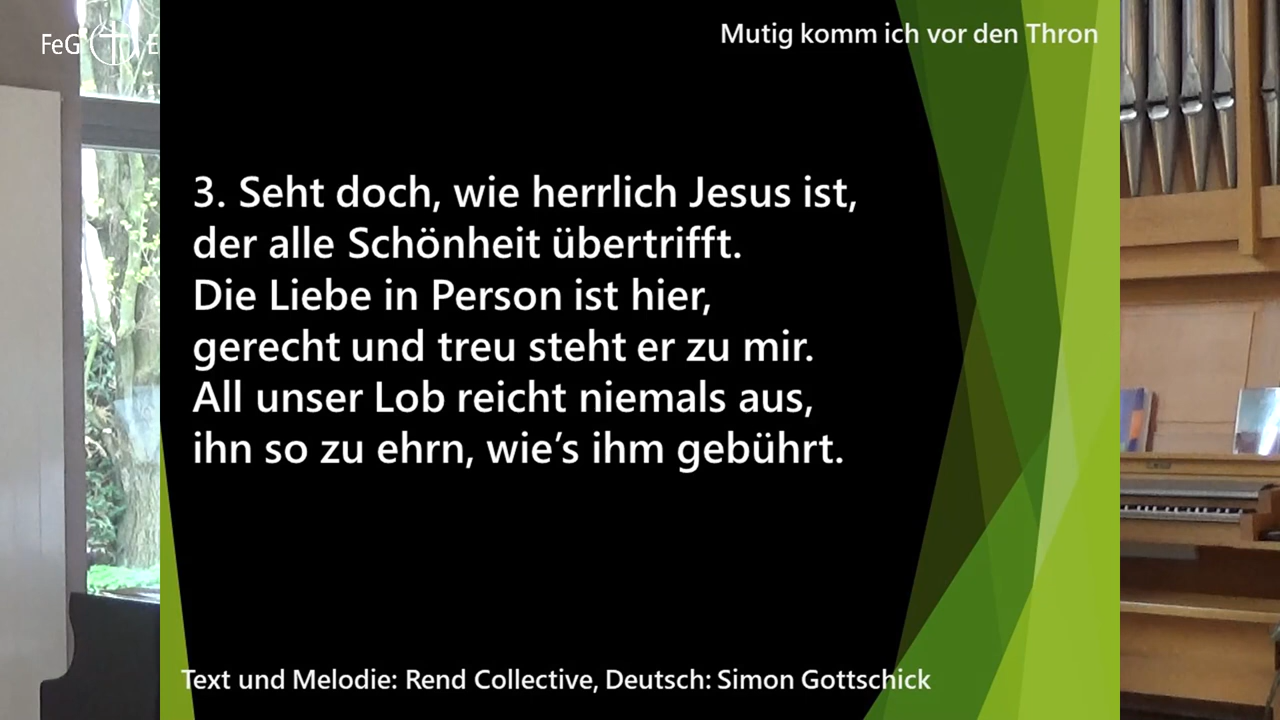 FeG E
Mutig komm ich vor den Thron
3. Seht doch, wie herrlich Jesus ist,
der alle Schönheit übertrifft.
Die Liebe in Person ist hier,
gerecht und treu steht er zu mir.
All unser Lob reicht niemals aus,
ihn so zu ehrn, wie’s ihm gebührt.
Text und Melodie: Rend Collective, Deutsch: Simon Gottschick